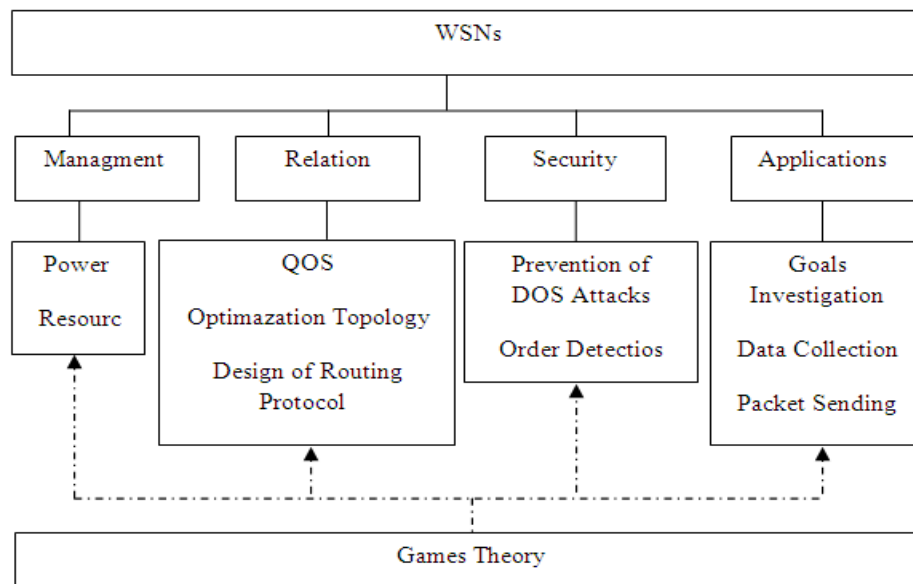 WSNs
Managment
Relation
Security
Applications
Power
Resourc
QOS
Optimazation Topology
Design of Routing
Protocol
Prevention of
DOS Attacks
Order Detectios
Goals
Investigation
Data Collection
Packet Sending
Games Theory